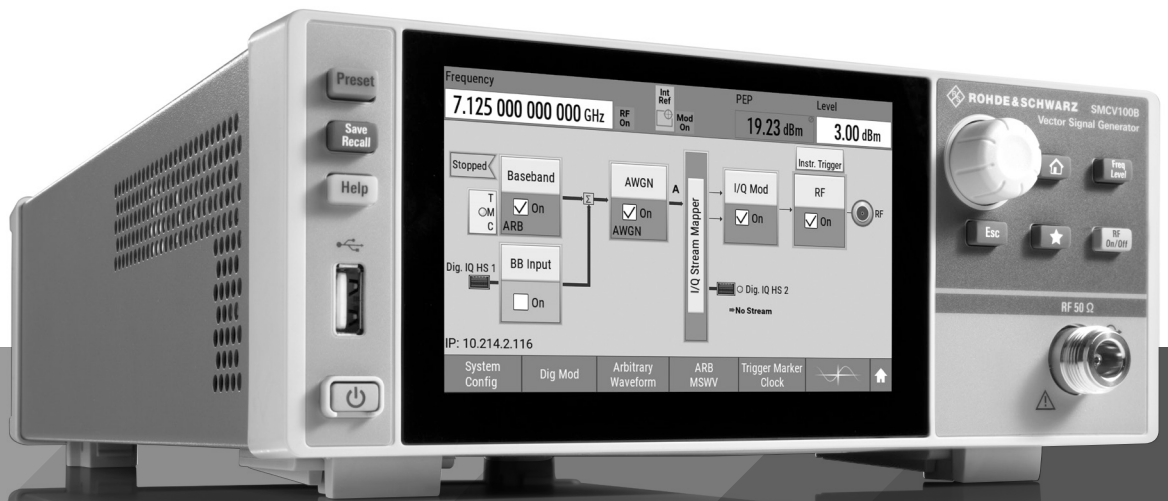 Preset
Save
Recall
Help
Frequency
7.125 000 000 000 GHz
RF
On
Int
Ref
Mod
On
PEP
19.23 dBm
Level
3.00 dBm
Stopped
Baseband
On
ARB
T
M
C
AWGN
On
AWGN
A
I/Q Stream Mapper
I/Q Mod
On
Instr. Trigger
RF
On
RF
Dig. IQ HS 1
BB Input
On
Dig. IQ HS 2
No Stream
IP: 10.214.2.116
System
Config
Dig Mod
Arbitrary
Waveform
ARB
MSWV
Trigger Marker
Clock
ROHDE&SCHWARZ SMCV100B
Vector Signal Generator
Freq
Level
Esc
RF
On/Off
RF 50 Ω